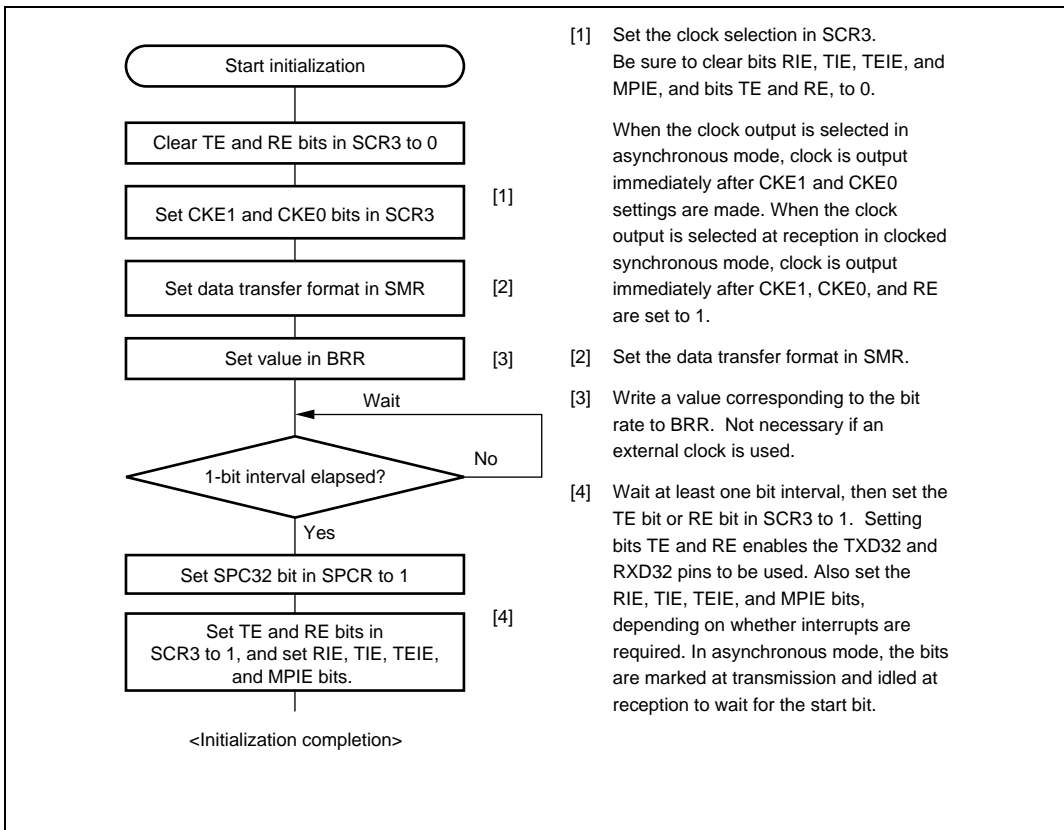 Start initialization
Clear TE and RE bits in SCR3 to 0
Set CKE1 and CKE0 bits in SCR3
[1]
Set data transfer format in SMR
[2]
Set value in BRR
[3]
Wait
1-bit interval elapsed?
No
Yes
Set SPC32 bit in SPCR to 1
Set TE and RE bits in
SCR3 to 1, and set RIE, TIE, TEIE,
and MPIE bits.
[4]
<Initialization completion>
[1] Set the clock selection in SCR3.
Be sure to clear bits RIE, TIE, TEIE, and
MPIE, and bits TE and RE, to 0.
When the clock output is selected in
asynchronous mode, clock is output
immediately after CKE1 and CKE0
settings are made. When the clock
output is selected at reception in clocked
synchronous mode, clock is output
immediately after CKE1, CKE0, and RE
are set to 1.
[2] Set the data transfer format in SMR.
[3] Write a value corresponding to the bit
rate to BRR. Not necessary if an
external clock is used.
[4] Wait at least one bit interval, then set the
TE bit or RE bit in SCR3 to 1. Setting
bits TE and RE enables the TXD32 and
RXD32 pins to be used. Also set the
RIE, TIE, TEIE, and MPIE bits,
depending on whether interrupts are
required. In asynchronous mode, the bits
are marked at transmission and idled at
reception to wait for the start bit.